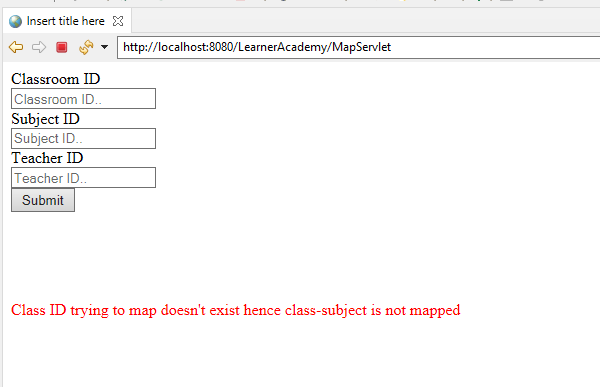 Insert title here
http://localhost:8080/LearnerAcademy/MapServlet
Classroom ID
Classroom ID..
Subject ID
Subject ID..
Teacher ID
Teacher ID..
Submit
Class ID trying to map doesn't exist hence class-subject is not mapped